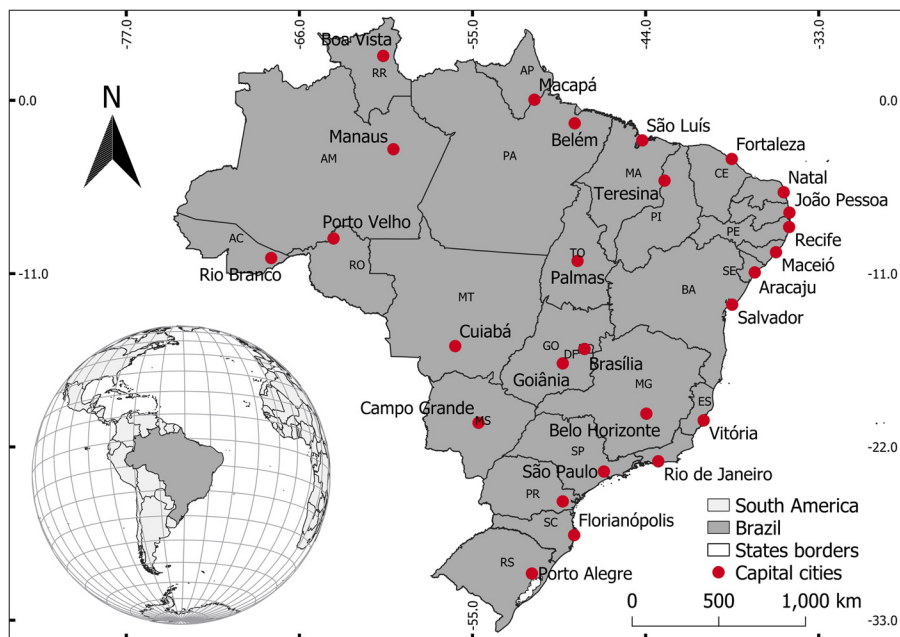 -77.0 -66.0 -55.0 -44.0 -33.0
Boa Vista
RR
AP
Macapá
0.0 0.0
N
Manaus
AM
PA
Belém
São Luís
Fortaleza
MA
CE
Teresina
Natal
João Pessoa
PI
PE
Recife
Porto Velho
AC
Rio Branco
RO
TO
Palmas
Maceió
SE
Aracaju
-11.0 -11.0
MT
BA
Salvador
Cuiabá
GO
DF
Brasília
Goiânia
MG
ES
Campo Grande
MS
Belo Horizonte
Vitória
-22.0 -22.0
SP
São Paulo
Rio de Janeiro
PR
SC
Florianópolis
RS
Porto Alegre
South America
Brazil
States borders
Capital cities
0 500 1,000 km
-55.0
-33.0 -33.0